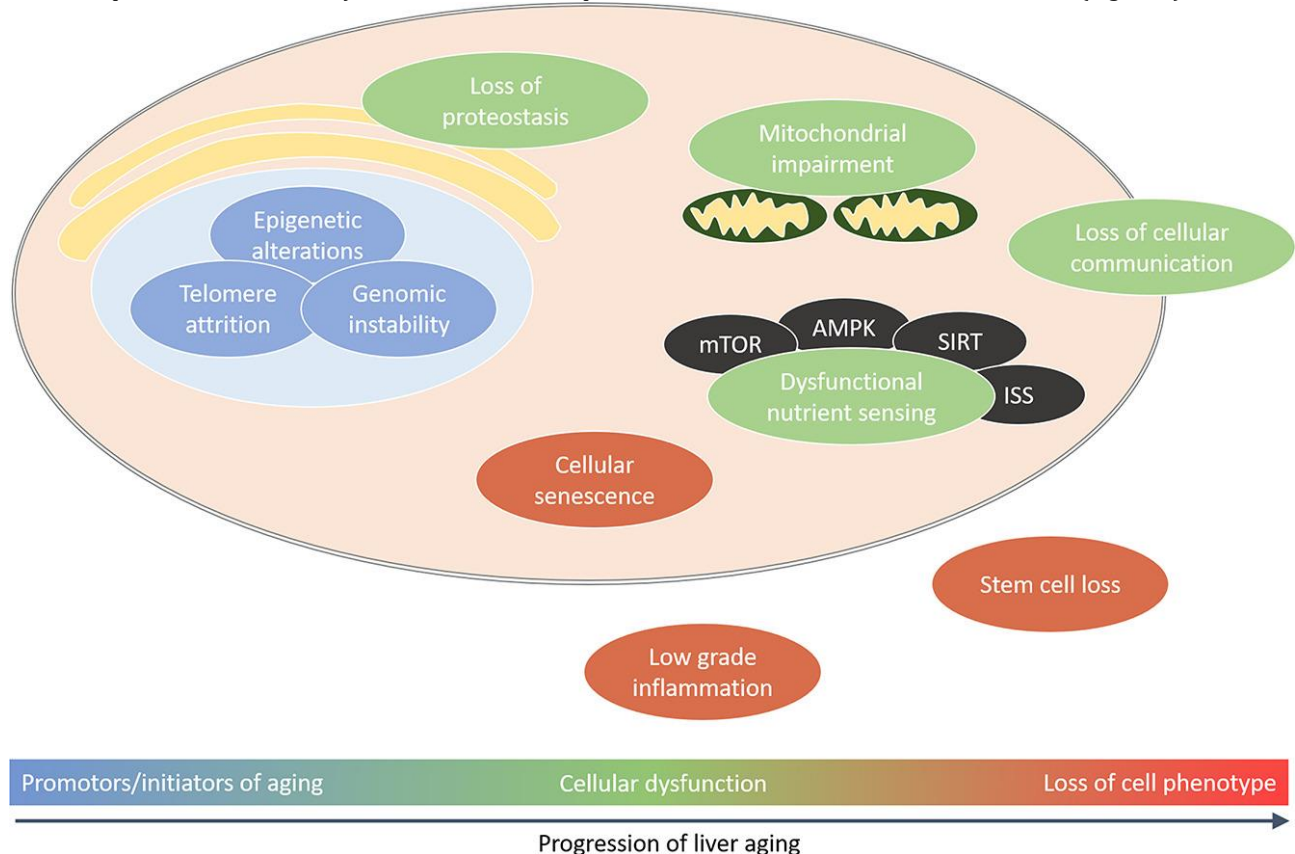 Loss of
proteostasis
Mitochondrial
impairment
Epigenetic
alterations
Loss of cellular
communication
Telomere
attrition
Genomic
instability
mTOR
AMPK
SIRT
ISS
Dysfunctional
nutrient sensing
Cellular
senescence
Stem cell loss
Low grade
inflammation
Promotors/initiators of aging
Cellular dysfunction
Loss of cell phenotype
Progression of liver aging